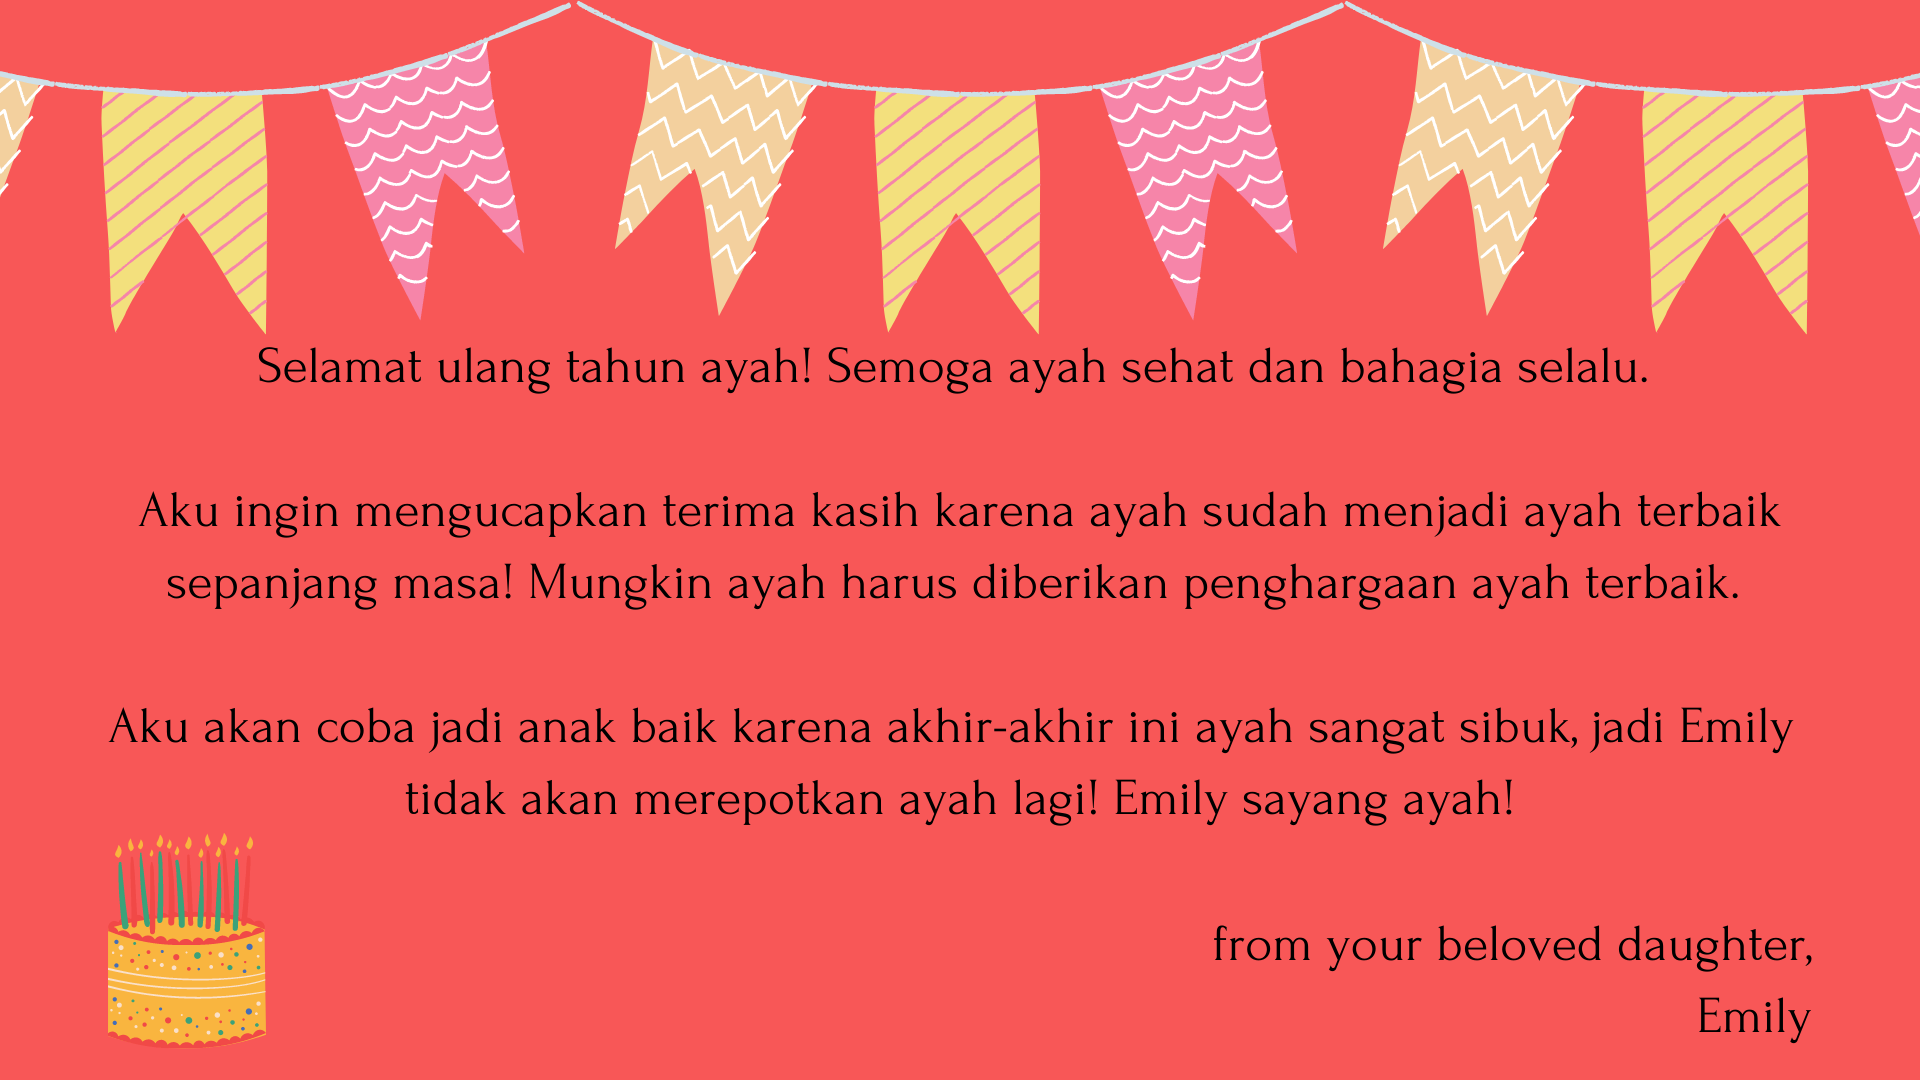 Selamat ulang tahun ayah! Semoga ayah sehat dan bahagia selalu.
Aku ingin mengucapkan terima kasih karena ayah sudah menjadi ayah terbaik
sepanjang masa! Mungkin ayah harus diberikan penghargaan ayah terbaik.
Aku akan coba jadi anak baik karena akhir-akhir ini ayah sangat sibuk, jadi Emily
tidak akan merepotkan ayah lagi! Emily sayang ayah!
from your beloved daughter,
Emily